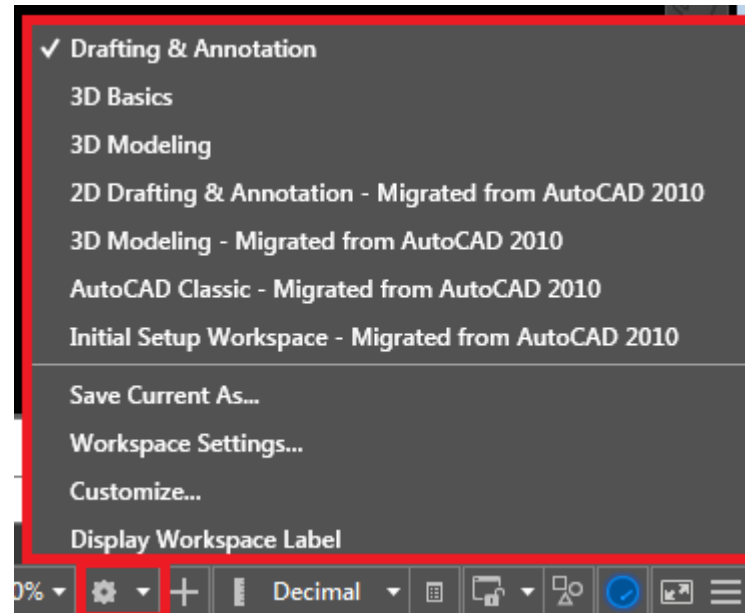 Drafting & Annotation
3D Basics
3D Modeling
2D Drafting & Annotation - Migrated from AutoCAD 2010
3D Modeling - Migrated from AutoCAD 2010
AutoCAD Classic - Migrated from AutoCAD 2010
Initial Setup Workspace - Migrated from AutoCAD 2010
Save Current As...
Workspace Settings...
Customize...
Display Workspace Label
0% Decimal